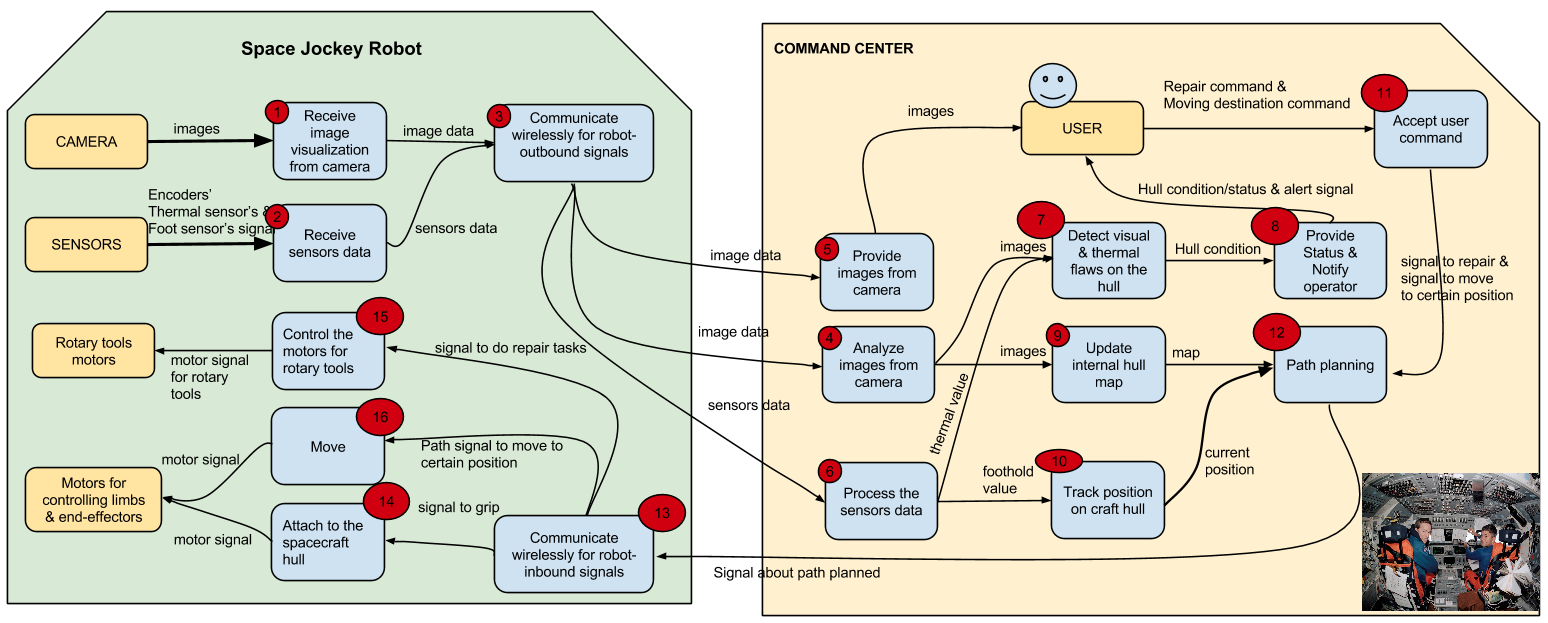 Space Jockey Robot
CAMERA
images
1
Receive
image
visualization
from camera
image data
3
Communicate
wirelessly for robot-
outbound signals
Encoders'
Thermal sensor's &
Foot sensor's signal
SENSORS
2
Receive
sensors data
sensors data
Rotary tools
motors
motor signal
for rotary
tools
15
Control the
motors for
rotary tools
signal to do repair tasks
16
Move
Path signal to move to
certain position
motor signal
Motors for
controlling limbs
& end-effectors
motor signal
14
Attach to the
spacecraft
hull
signal to grip
13
Communicate
wirelessly for robot-
inbound signals
image data
image data
sensors data
Signal about path planned
COMMAND CENTER
images
USER
Repair command &
Moving destination command
11
Accept user
command
Hull condition/status & alert signal
5
Provide
images from
camera
images
7
Detect visual
& thermal
flaws on the
hull
Hull condition
8
Provide
Status &
Notify
operator
signal to repair &
signal to move
to certain position
4
Analyze
images from
camera
images
9
Update
internal hull
map
map
12
Path planning
thermal value
6
Process the
sensors data
foothold
value
10
Track position
on craft hull
current
position